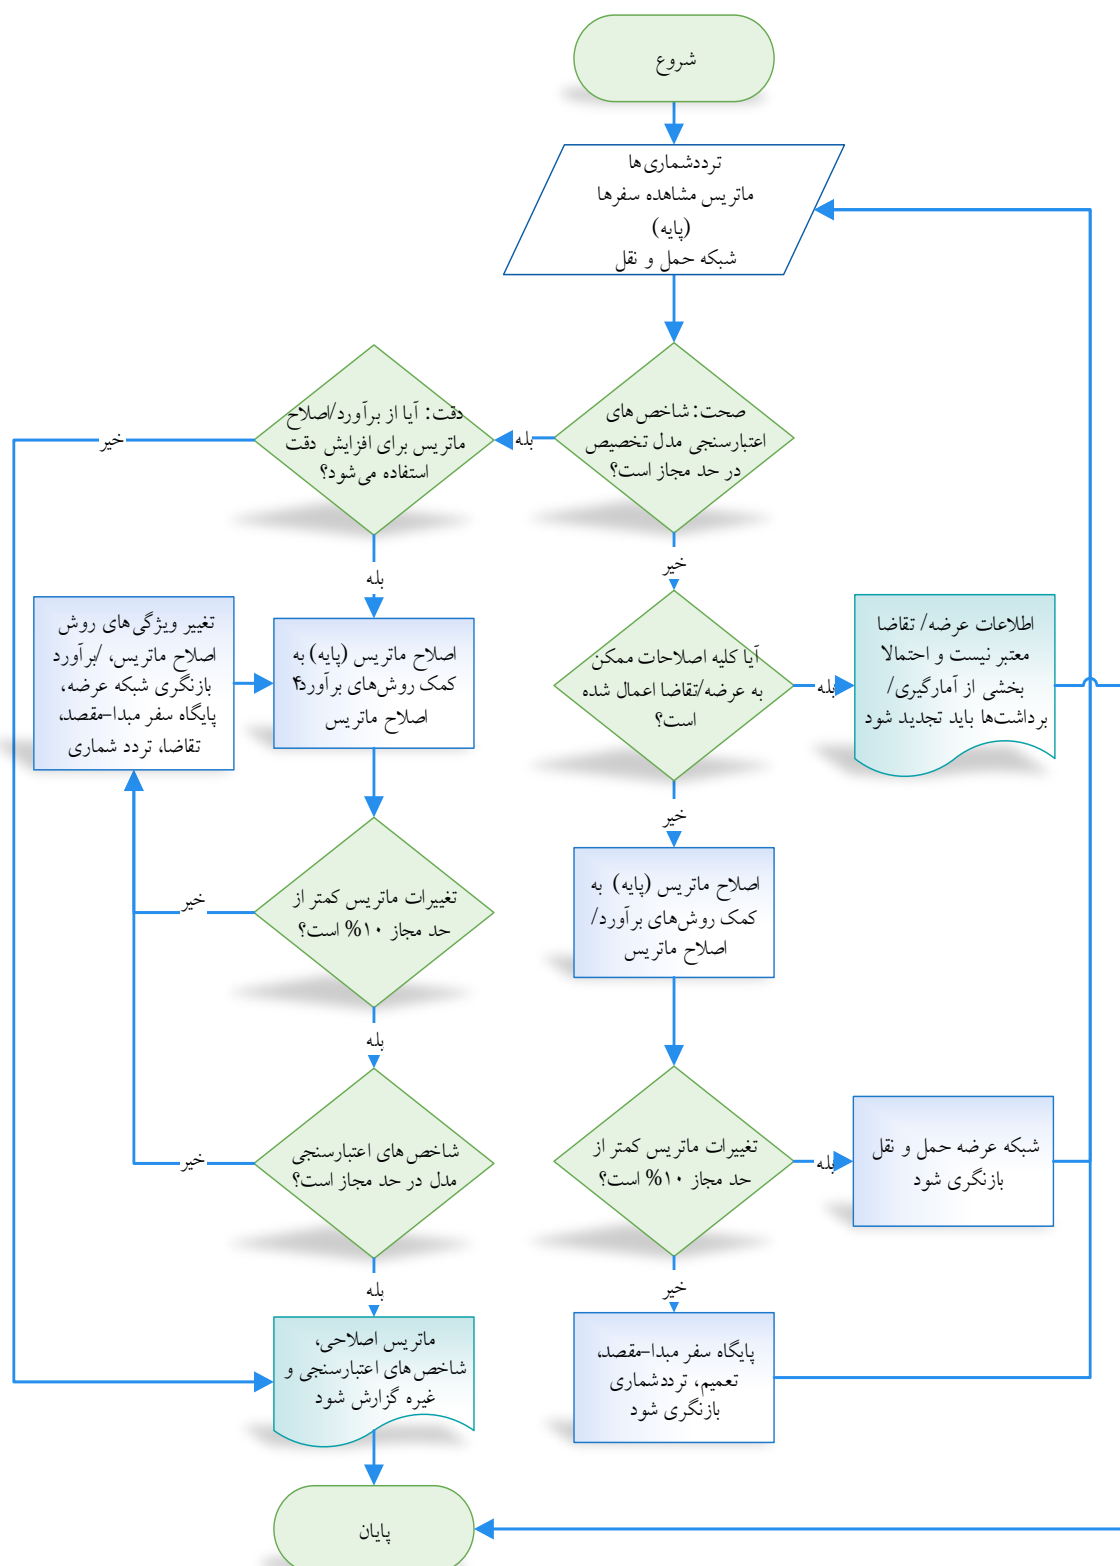 شروع
ترددشماری‌ها
ماتریس مشاهده سفرها
(پایه)
شبکه حمل و نقل
صحت: شاخص‌های
اعتبارسنجی مدل تخصیص
در حد مجاز است؟
بله
دقت: آیا از برآورد/اصلاح
ماتریس برای افزایش دقت
استفاده می‌شود؟
خیر
خیر
بله
آیا کلیه اصلاحات ممکن
به عرضه/تقاضا اعمال شده
است؟
بله
اطلاعات عرضه/ تقاضا
معتبر نیست و احتمالا
بخشی از آمارگیری/
برداشت‌ها باید تجدید شود
اصلاح ماتریس (پایه) به
کمک روش‌های برآورد۴
اصلاح ماتریس
تغییر ویژگی‌های روش
اصلاح ماتریس، /برآورد
بازنگری شبکه عرضه،
پایگاه سفر مبدا-مقصد،
تقاضا، تردد شماری
خیر
اصلاح ماتریس (پایه) به
کمک روش‌های برآورد/
اصلاح ماتریس
تغییرات ماتریس کمتر از
حد مجاز ۱۰% است؟
خیر
بله
تغییرات ماتریس کمتر از
حد مجاز ۱۰% است؟
بله
شبکه عرضه حمل و نقل
بازنگری شود
شاخص‌های اعتبارسنجی
مدل در حد مجاز است؟
خیر
بله
خیر
پایگاه سفر مبدا-مقصد،
تعمیم، ترددشماری
بازنگری شود
ماتریس اصلاحی،
شاخص‌های اعتبارسنجی و
غیره گزارش شود
پایان